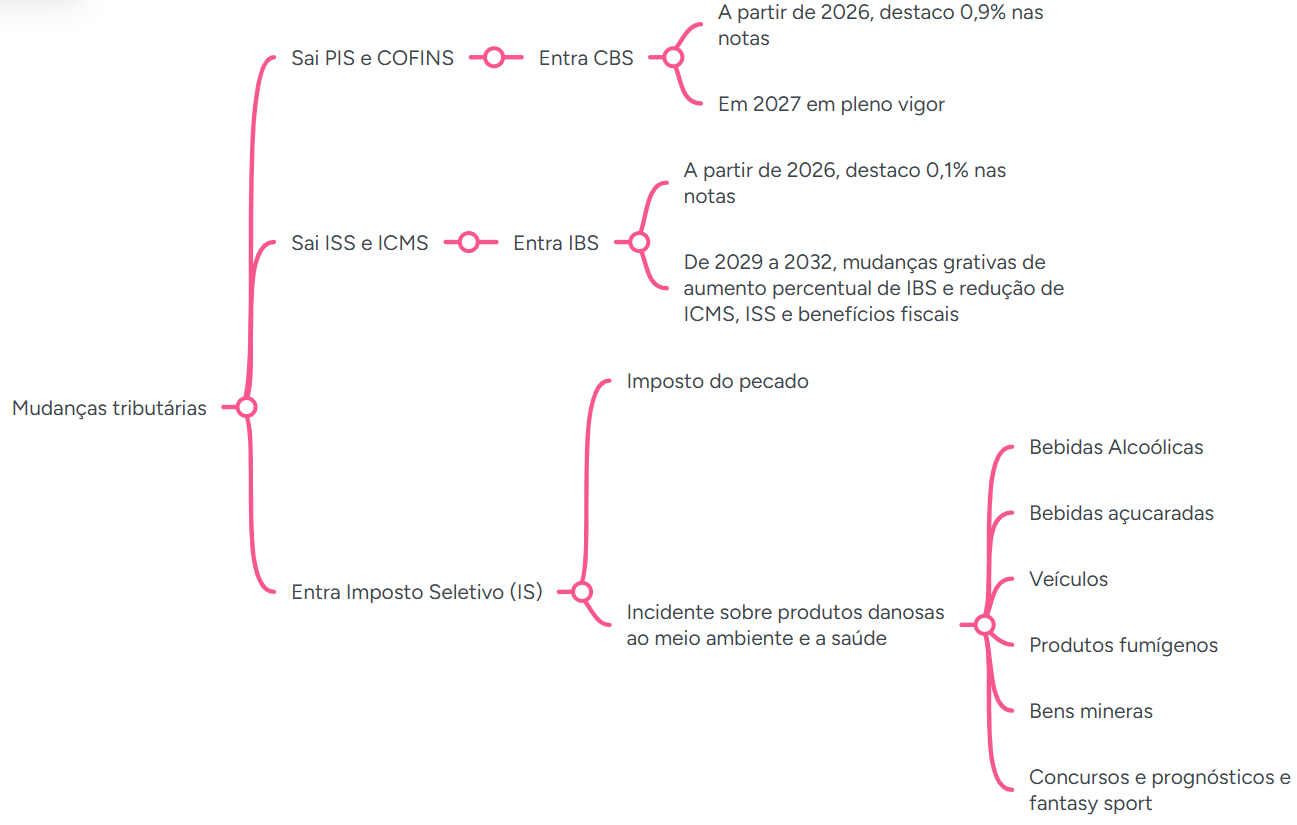 A partir de 2026, destaco 0,9% nas
notas
Sai PIS e COFINS
Entra CBS
Em 2027 em pleno vigor
A partir de 2026, destaco 0,1% nas
notas
Sai ISS e ICMS
Entra IBS
De 2029 a 2032, mudanças grativas de
aumento percentual de IBS e redução de
ICMS, ISS e benefícios fiscais
Mudanças tributárias
Imposto do pecado
Entra Imposto Seletivo (IS)
Incidente sobre produtos danosas
ao meio ambiente e a saúde
Bebidas Alcoólicas
Bebidas açucaradas
Veículos
Produtos fumígenos
Bens mineras
Concursos e prognósticos e
fantasy sport